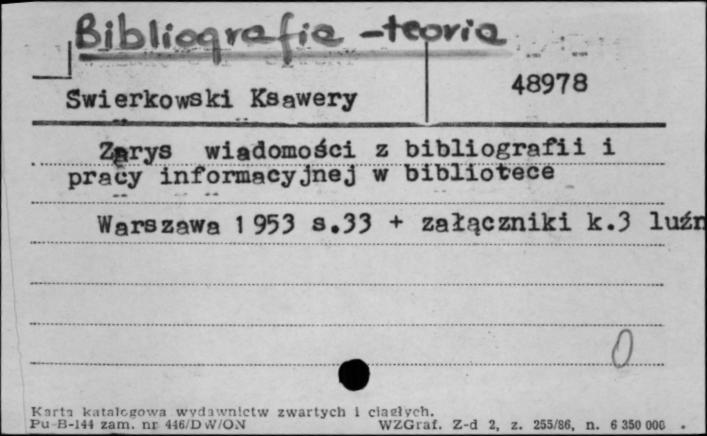 Bibliografia - teoria
48978
Swierkowski Ksawery
Zarys wiadomości z bibliografii i
pracy informacyjnej w bibliotece
Warszawa 1953 s.33 + załączniki k.3 luźn
0
Karta katalogowa wydawnictw zwartych i ciągłych.
Pu-B-144 zam. nr 446/DW/ON WZGraf. Z-d 2, z. 255/86, n. 6 350 000